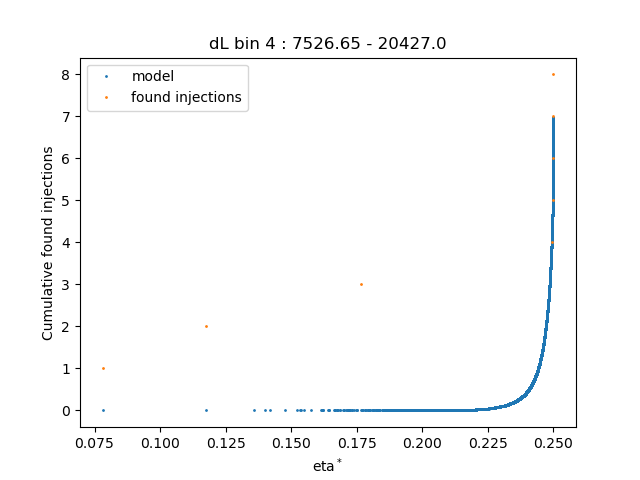 dL bin 4 : 7526.65 - 20427.0
model
found injections
Cumulative found injections
8
7
6
5
4
3
2
1
0
0.075 0.100 0.125 0.150 0.175 0.200 0.225 0.250
eta*